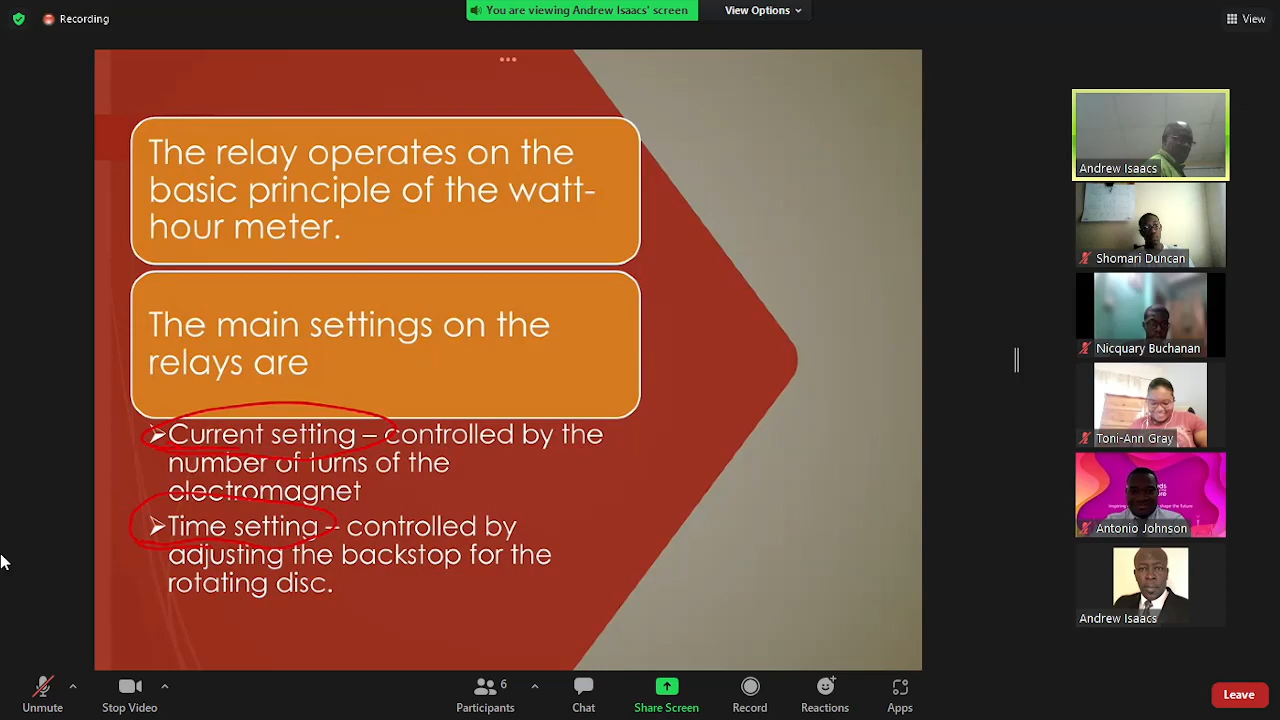 Recording
You are viewing Andrew Isaacs' screen
View Options
View
The relay operates on the
basic principle of the watt-
hour meter.
The main settings on the
relays are
Current setting – controlled by the
number of turns of the
electromagnet
Time setting – controlled by
adjusting the backstop for the
rotating disc.
Andrew Isaacs
Shomari Duncan
Nicquary Buchanan
Toni-Ann Gray
Antonio Johnson
Andrew Isaacs
Unmute
Stop Video
6
Participants
Chat
Share Screen
Record
Reactions
Apps
Leave